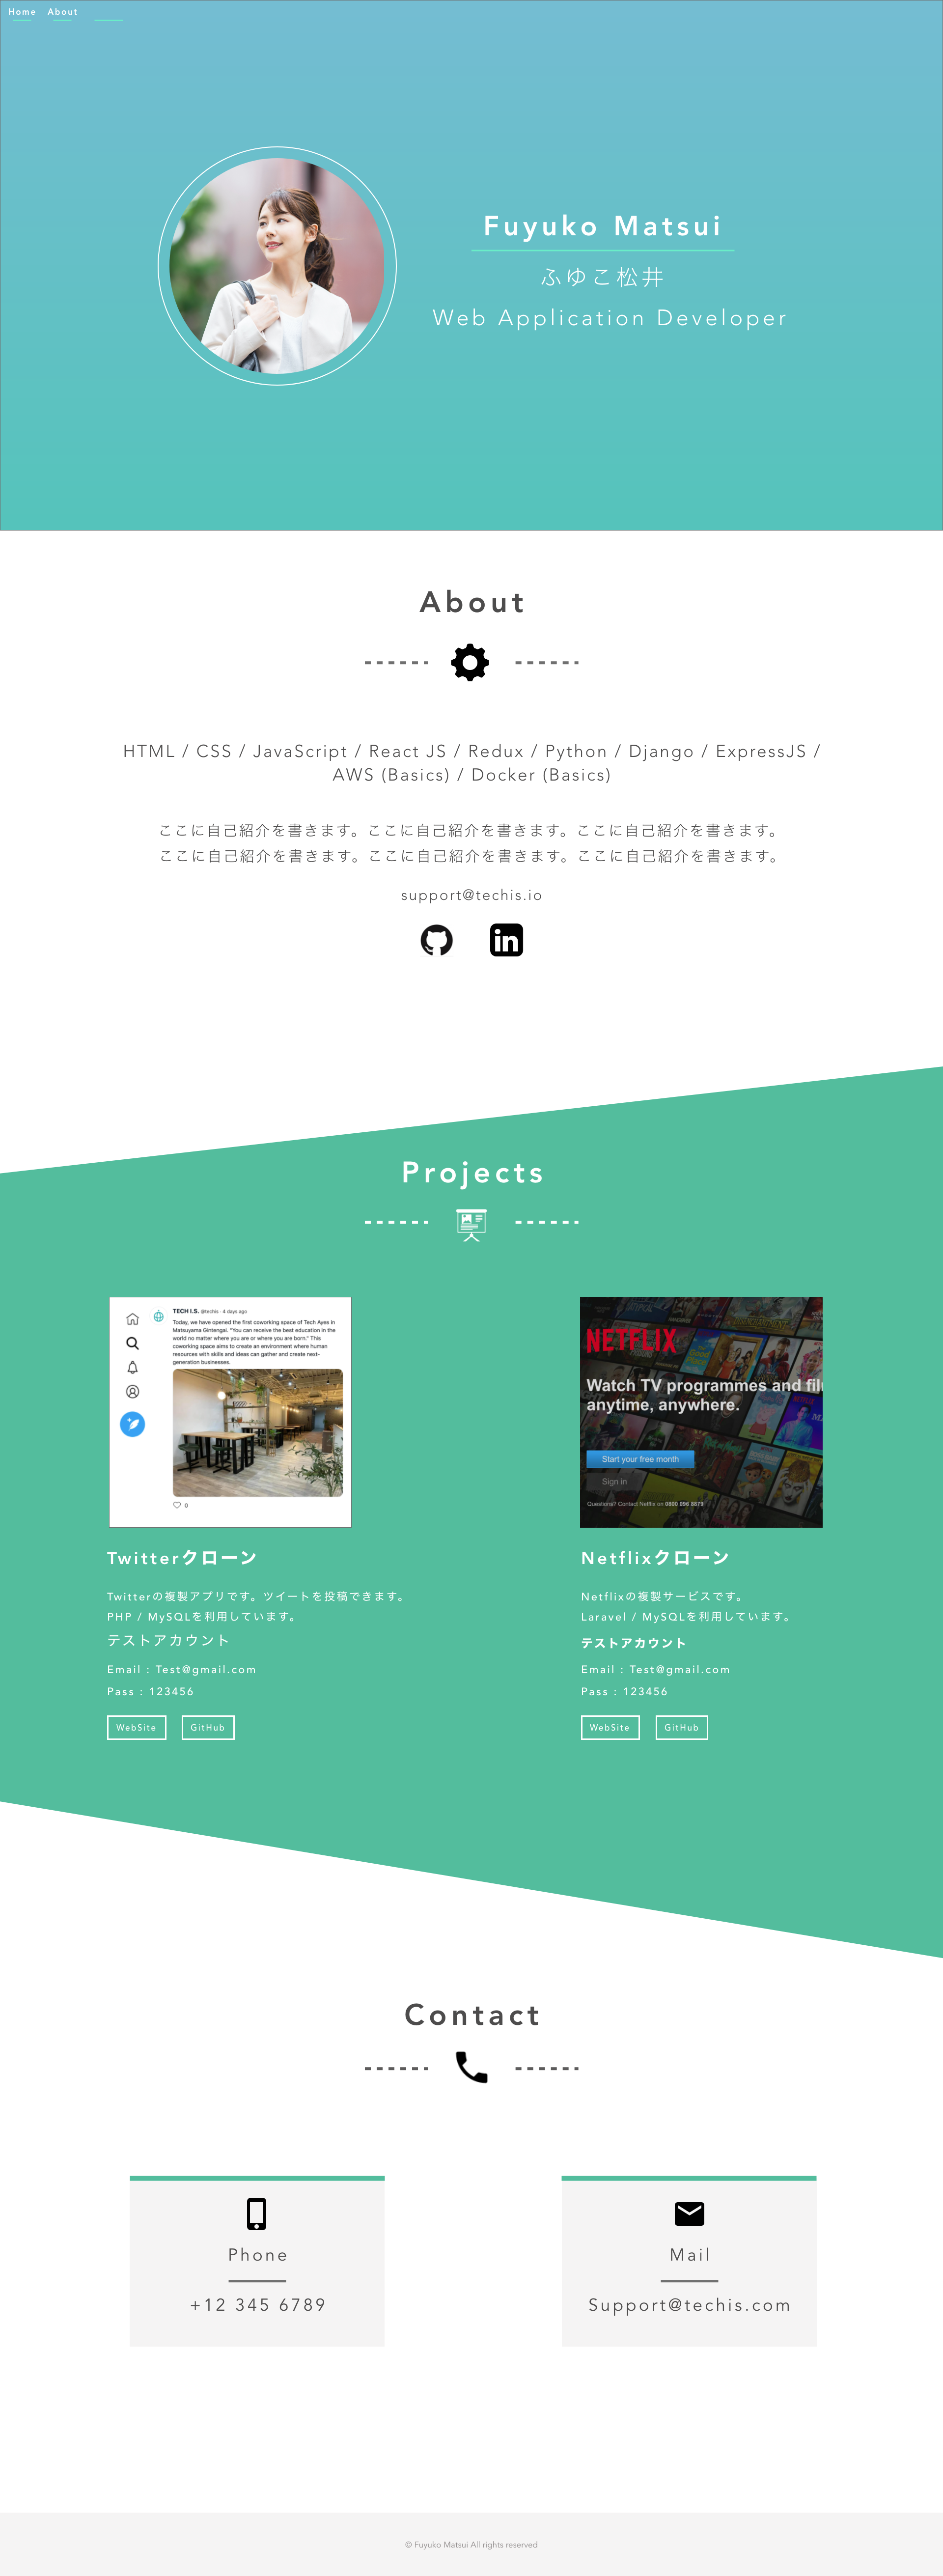 Home About
Fuyuko Matsui
ふゆこ松井
Web Application Developer
About
HTML / CSS / JavaScript / React JS / Redux / Python / Django / ExpressJS /
AWS (Basics) / Docker (Basics)
ここに自己紹介を書きます。ここに自己紹介を書きます。ここに自己紹介を書きます。
ここに自己紹介を書きます。ここに自己紹介を書きます。ここに自己紹介を書きます。
support@techis.io
in
Projects
TECH I.S. @techis · 4 days ago
Today, we have opened the first coworking space of Tech Ayes in
Matsuyama Gintengai. "You can receive the best education in the
world no matter where you are or where you are born." This
coworking space aims to create an environment where human
resources with skills and ideas can gather and create next-
generation businesses.
0
Twitterクローン
Twitterの複製アプリです。ツイートを投稿できます。
PHP / MySQLを利用しています。
テストアカウント
Email : Test@gmail.com
Pass : 123456
WebSite GitHub
NETFLIX
Watch TV programmes and fil
anytime, anywhere.
Start your free month
Sign in
Questions? Contact Netflix on 0800 096 8879
Netflixクローン
Netflixの複製サービスです。
Laravel / MySQLを利用しています。
テストアカウント
Email : Test@gmail.com
Pass : 123456
WebSite GitHub
Contact
Phone
+12 345 6789
Mail
Support@techis.com
© Fuyuko Matsui All rights reserved